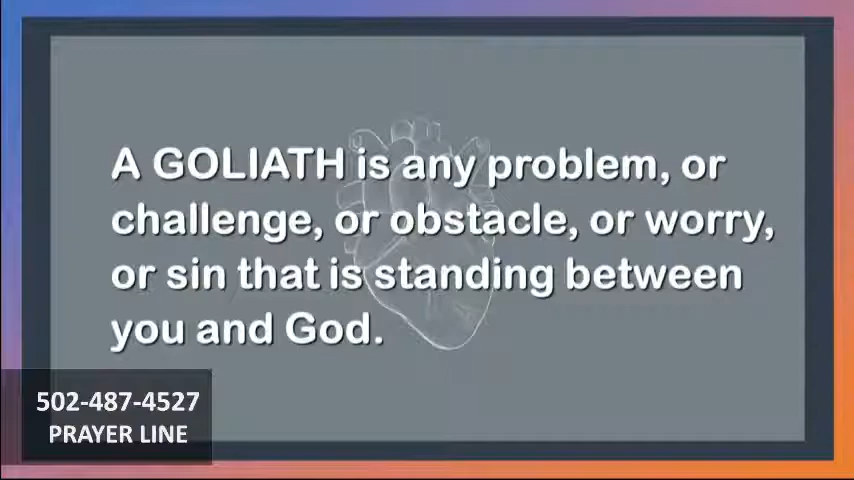 A GOLIATH is any problem, or
challenge, or obstacle, or worry,
or sin that is standing between
you and God.
502-487-4527
PRAYER LINE